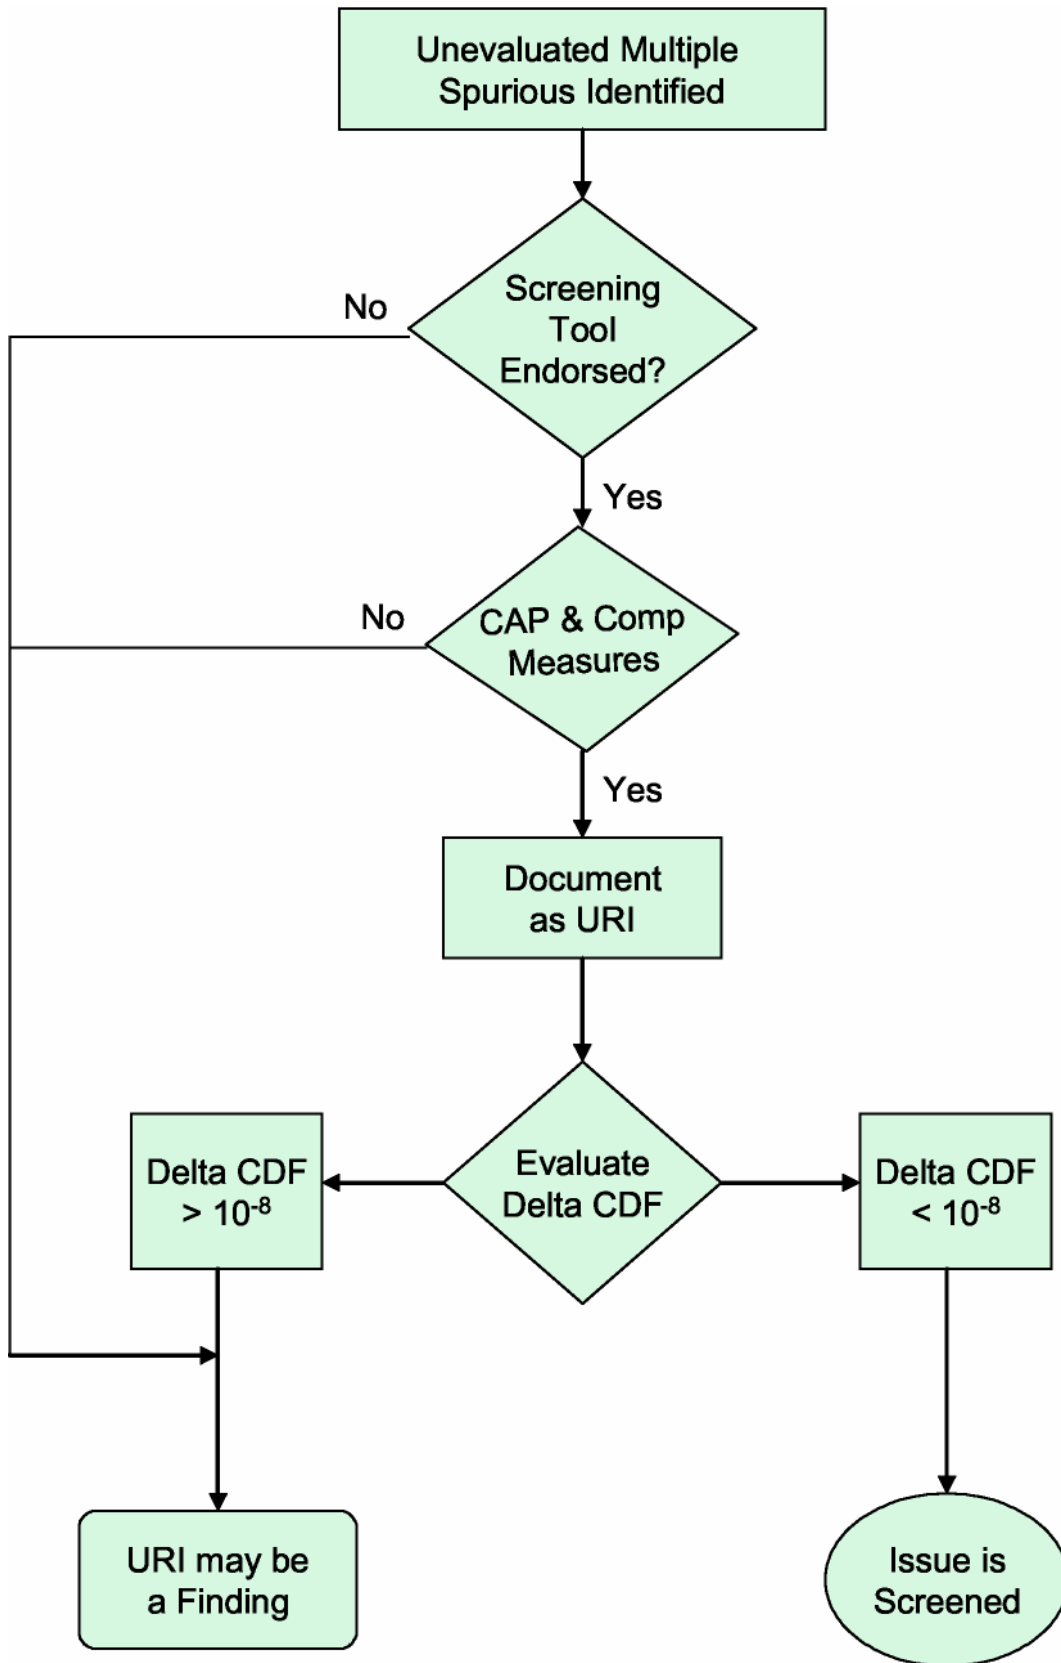 Unevaluated Multiple
Spurious Identified
Screening
Tool
Endorsed?
No
Yes
CAP & Comp
Measures
No
Yes
Document
as URI
Evaluate
Delta CDF
Delta CDF
> 10⁻⁸
Delta CDF
< 10⁻⁸
URI may be
a Finding
Issue is
Screened